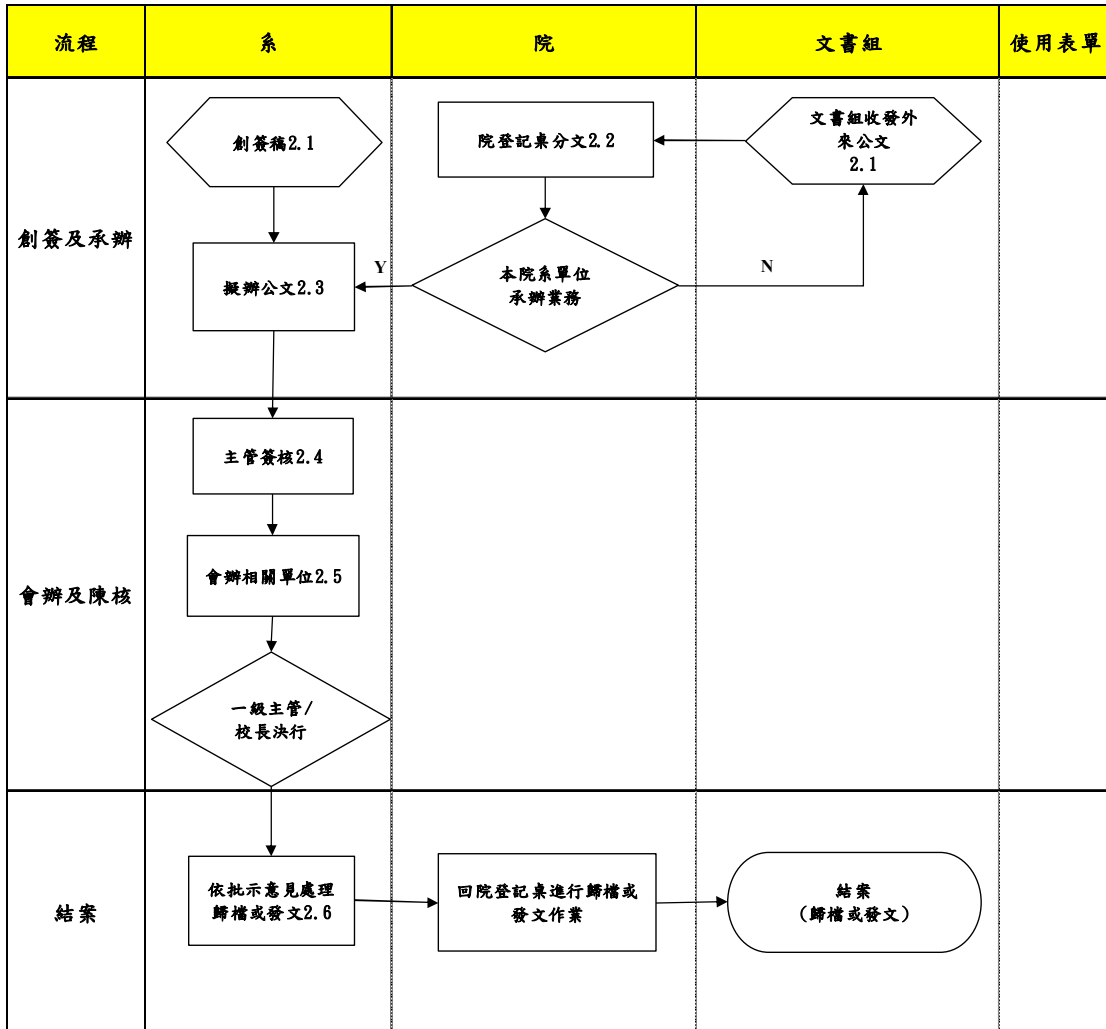 流程
系
院
文書組
使用表單
創簽及承辦
創簽稿2.1
院登記桌分文2.2
文書組收發外
來公文
2.1
擬辦公文2.3
Y
本院系單位
承辦業務
N
會辦及陳核
主管簽核2.4
會辦相關單位2.5
一級主管/
校長決行
結案
依批示意見處理
歸檔或發文2.6
回院登記桌進行歸檔或
發文作業
結案
(歸檔或發文)